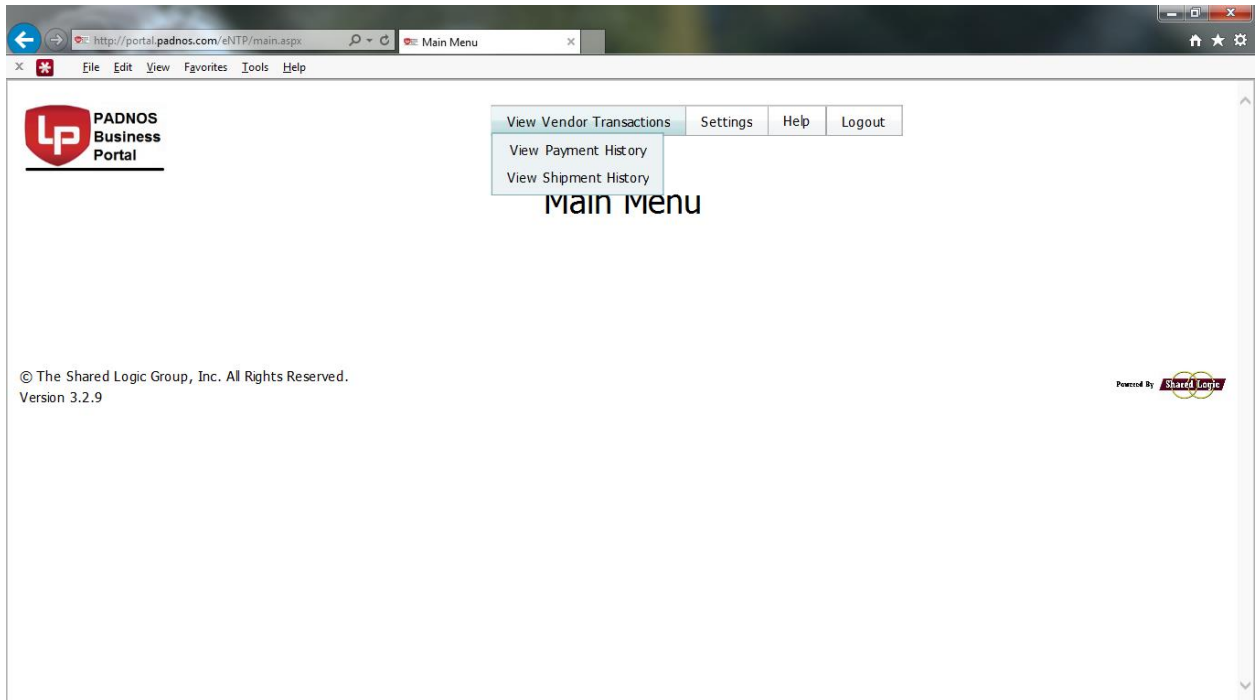 http://portal.padnos.com/eNTP/main.aspx
Main Menu
File Edit View Favorites Tools Help
LP
PADNOS
Business
Portal
View Vendor Transactions Settings Help Logout
View Payment History
View Shipment History
Main Menu
© The Shared Logic Group, Inc. All Rights Reserved.
Version 3.2.9
Powered By Shared Logic